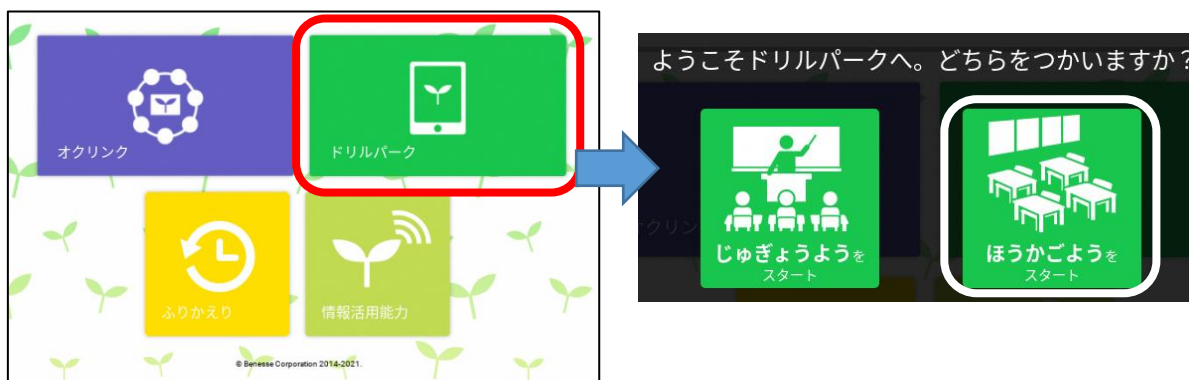 オクリンク
ドリルパーク
ふりかえり
情報活用能力
© Benesse Corporation 2014-2021.
ようこそドリルパークへ。どちらをつかいますか？
クリン
じゅぎょうようを
スタート
ほうかごようを
スタート